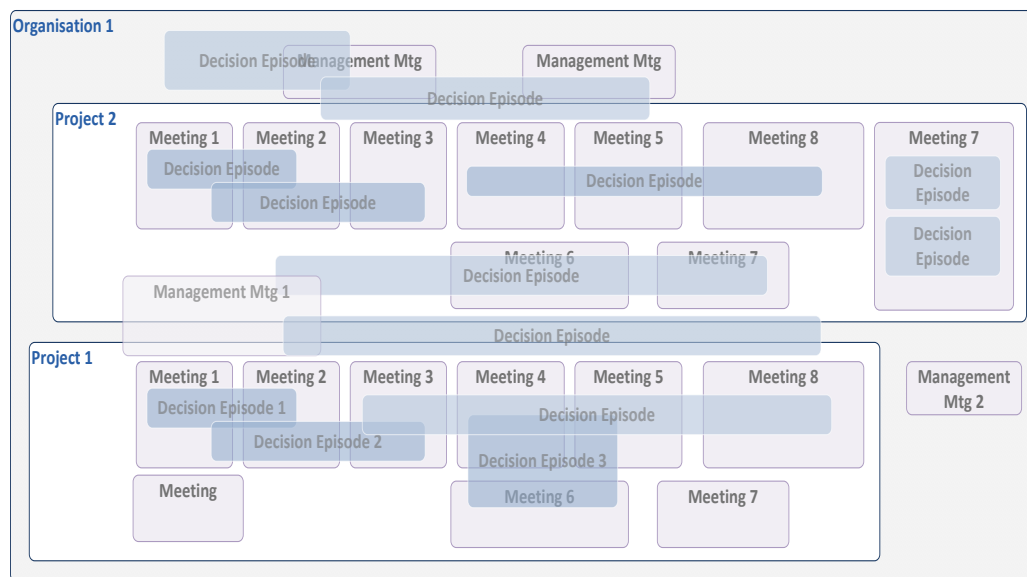 Organisation 1
Decision Episode
Management Mtg
Management Mtg
Decision Episode
Project 2
Meeting 1
Meeting 2
Meeting 3
Meeting 4
Meeting 5
Meeting 8
Meeting 7
Decision Episode
Decision Episode
Decision Episode
Decision
Episode
Decision
Episode
Meeting 6
Meeting 7
Decision Episode
Management Mtg 1
Decision Episode
Project 1
Meeting 1
Meeting 2
Meeting 3
Meeting 4
Meeting 5
Meeting 8
Management
Mtg 2
Decision Episode 1
Decision Episode
Decision Episode 2
Decision Episode 3
Meeting
Meeting 6
Meeting 7